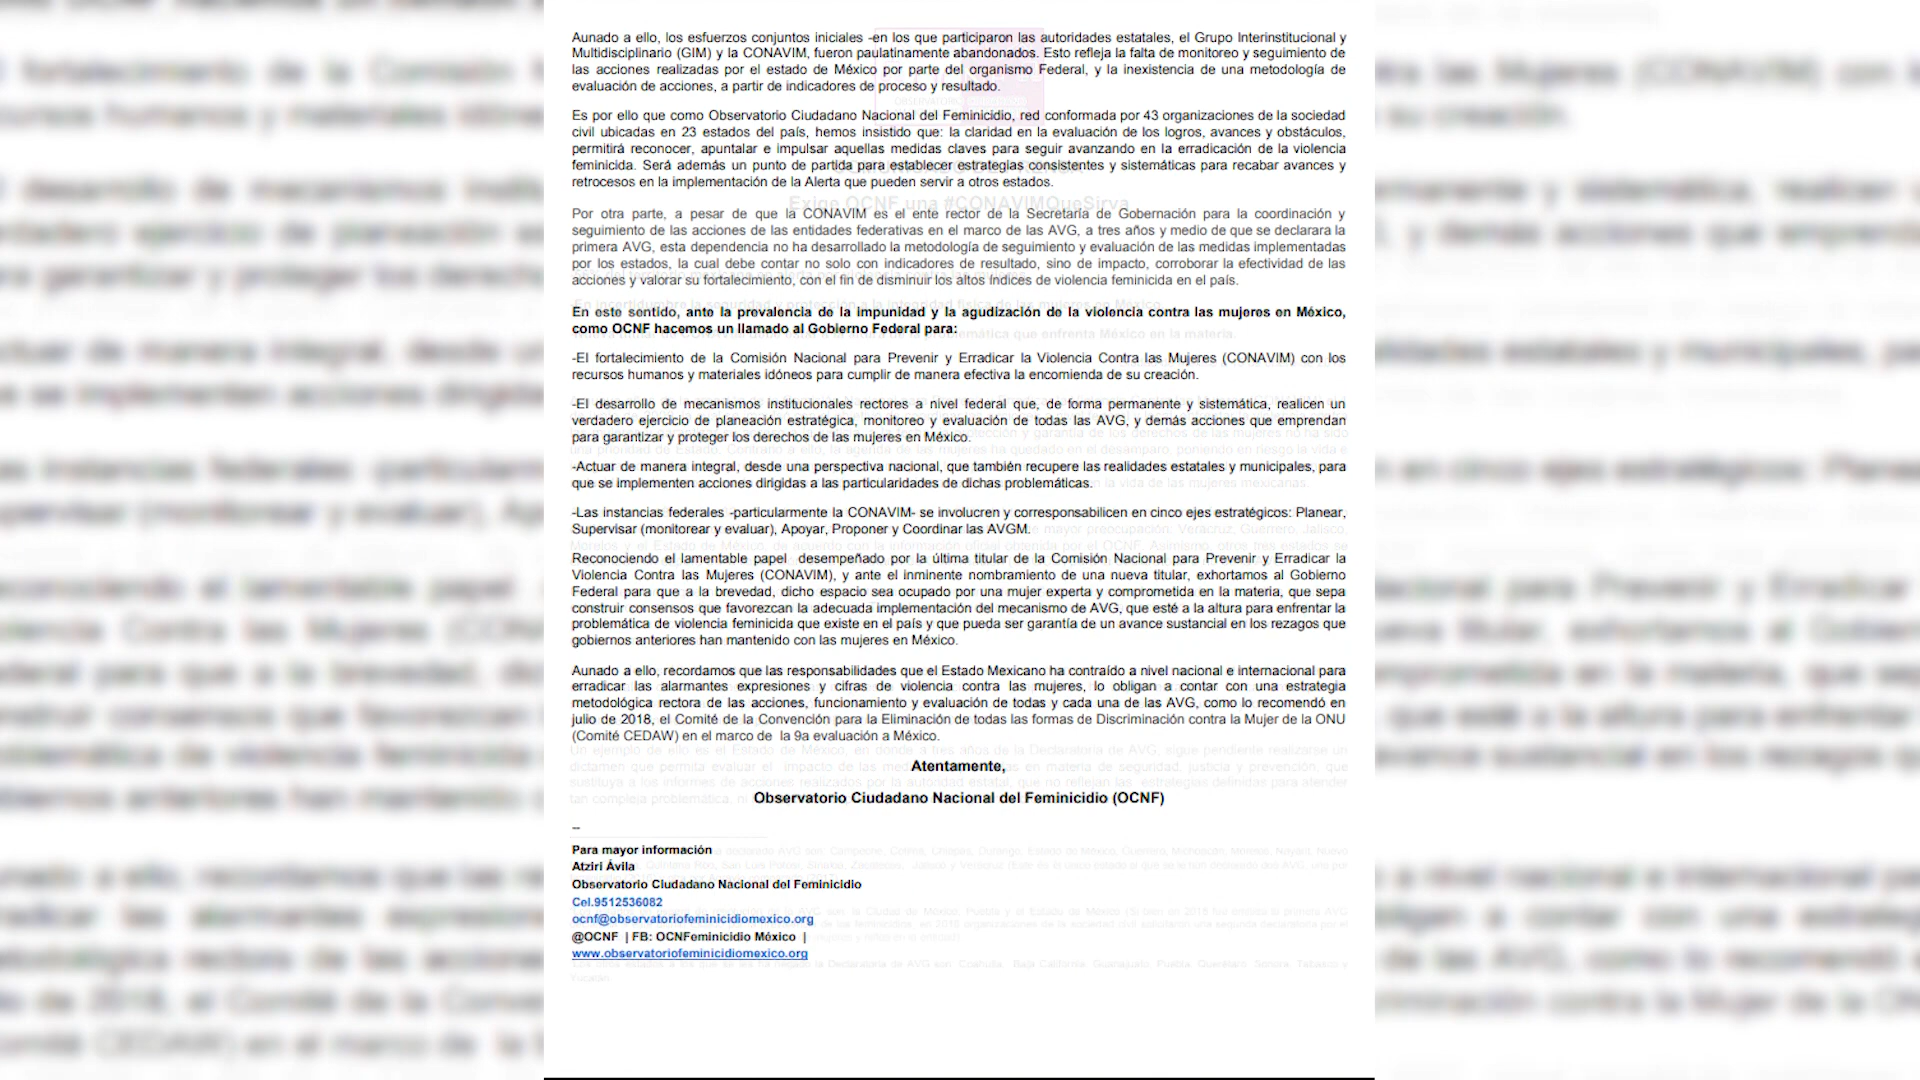 Aunado a ello, los esfuerzos conjuntos iniciales -en los que participaron las autoridades estatales, el Grupo Interinstitucional y
Multidisciplinario (GIM) y la CONAVIM, fueron paulatinamente abandonados. Esto refleja la falta de monitoreo y seguimiento de
las acciones realizadas por el estado de México por parte del organismo Federal, y la inexistencia de una metodología de
evaluación de acciones, a partir de indicadores de proceso y resultado.
Es por ello que como Observatorio Ciudadano Nacional del Feminicidio, red conformada por 43 organizaciones de la sociedad
civil ubicadas en 23 estados del país, hemos insistido que: la claridad en la evaluación de los logros, avances y obstáculos,
permitirá reconocer, apuntalar e impulsar aquellas medidas claves para seguir avanzando en la erradicación de la violencia
feminicida. Será además un punto de partida para establecer estrategias consistentes y sistemáticas para recabar avances y
retrocesos en la implementación de la Alerta que pueden servir a otros estados.
Exige OCNF una #CONAVIMQueSirva
Por otra parte, a pesar de que la CONAVIM es el ente rector de la Secretaría de Gobernación para la coordinación y
seguimiento de las acciones de las entidades federativas en el marco de las AVG, a tres años y medio de que se declarara la
primera AVG, esta dependencia no ha desarrollado la metodología de seguimiento y evaluación de las medidas implementadas
por los estados, la cual debe contar no solo con indicadores de resultado, sino de impacto, corroborar la efectividad de las
acciones y valorar su fortalecimiento, con el fin de disminuir los altos índices de violencia feminicida en el país.
En este sentido, ante la prevalencia de la impunidad y la agudización de la violencia contra las mujeres en México,
como OCNF hacemos un llamado al Gobierno Federal para:
-El fortalecimiento de la Comisión Nacional para Prevenir y Erradicar la Violencia Contra las Mujeres (CONAVIM) con los
recursos humanos y materiales idóneos para cumplir de manera efectiva la encomienda de su creación.
-El desarrollo de mecanismos institucionales rectores a nivel federal que, de forma permanente y sistemática, realicen un
verdadero ejercicio de planeación estratégica, monitoreo y evaluación de todas las AVG, y demás acciones que emprendan
para garantizar y proteger los derechos de las mujeres en México.
-Actuar de manera integral, desde una perspectiva nacional, que también recupere las realidades estatales y municipales, para
que se implementen acciones dirigidas a las particularidades de dichas problemáticas.
-Las instancias federales -particularmente la CONAVIM- se involucren y corresponsabilicen en cinco ejes estratégicos: Planear,
Supervisar (monitorear y evaluar), Apoyar, Proponer y Coordinar las AVGM.
Reconociendo el lamentable papel desempeñado por la última titular de la Comisión Nacional para Prevenir y Erradicar la
Violencia Contra las Mujeres (CONAVIM), y ante el inminente nombramiento de una nueva titular, exhortamos al Gobierno
Federal para que a la brevedad, dicho espacio sea ocupado por una mujer experta y comprometida en la materia, que sepa
construir consensos que favorezcan la adecuada implementación del mecanismo de AVG, que esté a la altura para enfrentar la
problemática de violencia feminicida que existe en el país y que pueda ser garantía de un avance sustancial en los rezagos que
gobiernos anteriores han mantenido con las mujeres en México.
Aunado a ello, recordamos que las responsabilidades que el Estado Mexicano ha contraído a nivel nacional e internacional para
erradicar las alarmantes expresiones y cifras de violencia contra las mujeres, lo obligan a contar con una estrategia
metodológica rectora de las acciones, funcionamiento y evaluación de todas y cada una de las AVG, como lo recomendó en
julio de 2018, el Comité de la Convención para la Eliminación de todas las formas de Discriminación contra la Mujer de la ONU
(Comité CEDAW) en el marco de la 9a evaluación a México.
Atentamente,
Observatorio Ciudadano Nacional del Feminicidio (OCNF)
--
Para mayor información
Atziri Ávila
Observatorio Ciudadano Nacional del Feminicidio
Cel.9512536082
ocnf@observatoriofeminicidiomexico.org
@OCNF | FB: OCNFeminicidio México |
www.observatoriofeminicidiomexico.org